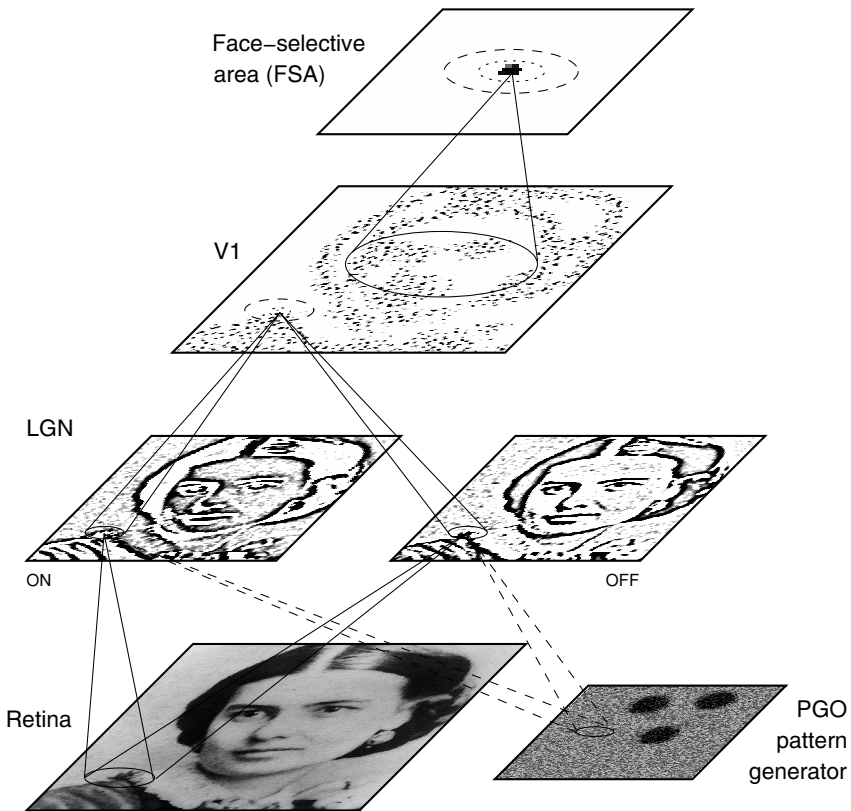 Face−selective
area (FSA)
V1
LGN
ON
OFF
Retina
PGO
pattern
generator